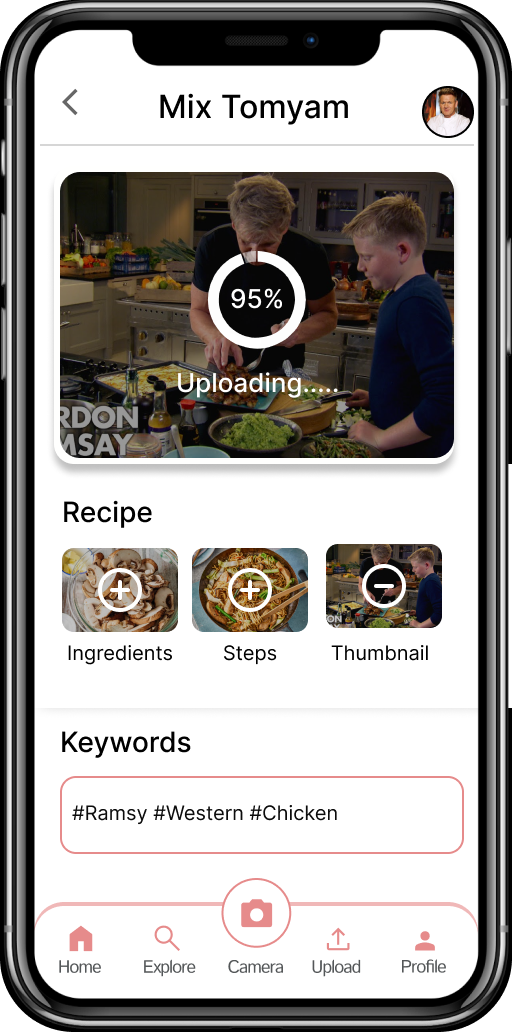 Mix Tomyam
95%
Uploading.....
RDON
MSAY
Recipe
Ingredients
Steps
Thumbnail
Keywords
#Ramsy #Western #Chicken
Home
Explore
Camera
Upload
Profile